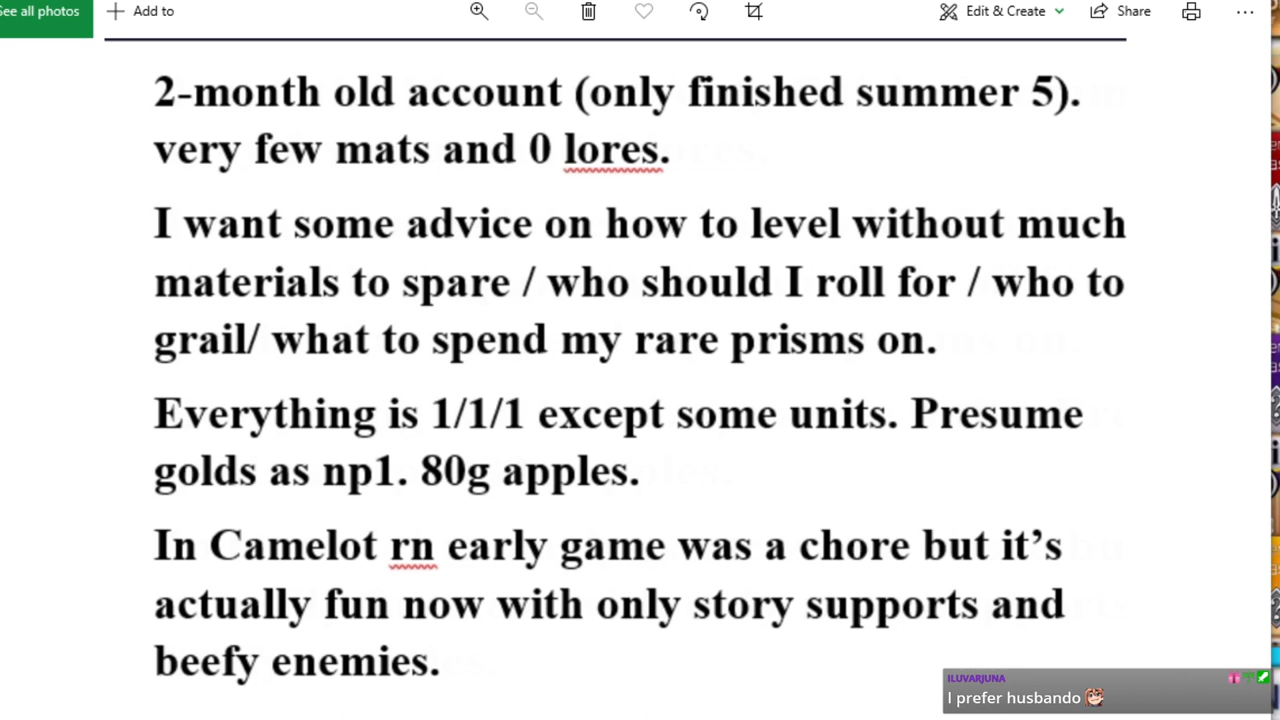 See all photos
Add to
Edit & Create
Share
2-month old account (only finished summer 5).
very few mats and 0 lores.
I want some advice on how to level without much
materials to spare / who should I roll for / who to
grail/ what to spend my rare prisms on.
Everything is 1/1/1 except some units. Presume
golds as np1. 80g apples.
In Camelot rn early game was a chore but it’s
actually fun now with only story supports and
beefy enemies.
ILUVARJUNA
I prefer husbando